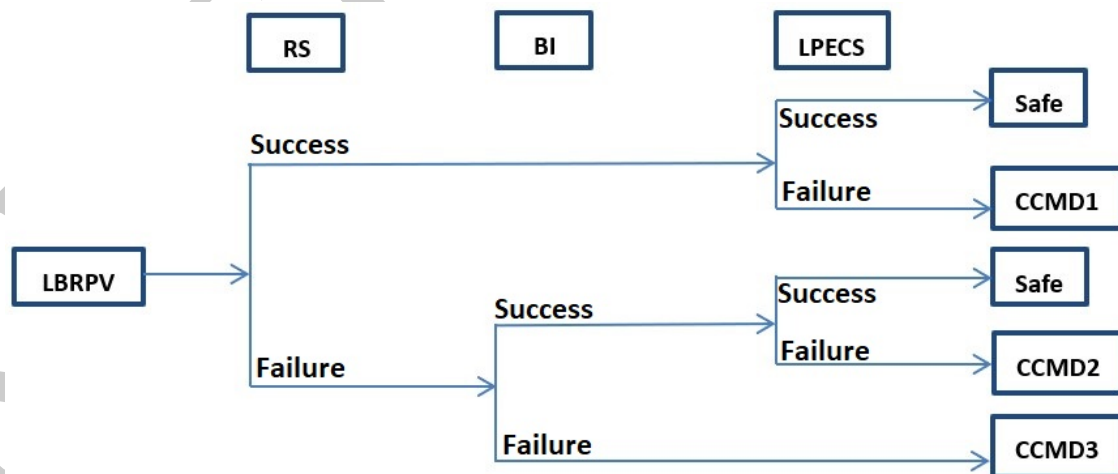 RS
BI
LPECS
Safe
Success
Success
Failure
CCMD1
LBRPV
Safe
Success
Success
Failure
Failure
CCMD2
Failure
CCMD3